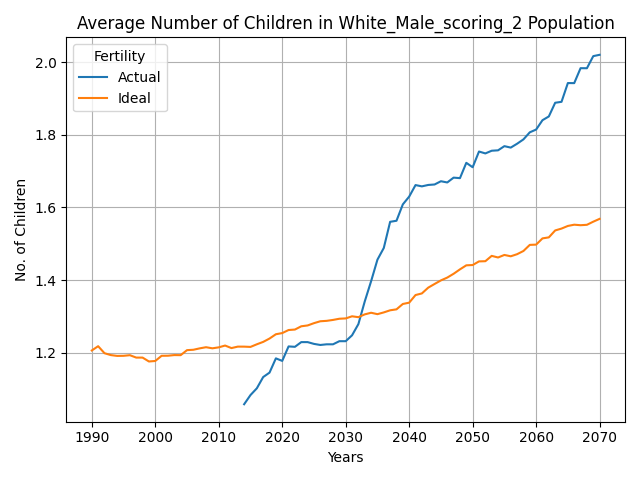 Average Number of Children in White_Male_scoring_2 Population
Fertility
Actual
Ideal
No. of Children
2.0
1.8
1.6
1.4
1.2
1990 2000 2010 2020 2030 2040 2050 2060 2070
Years